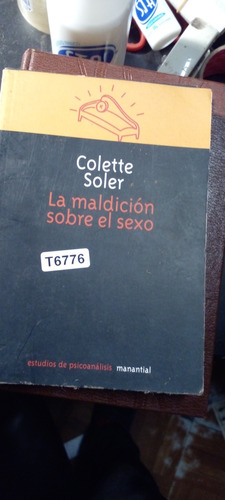 Colette
Soler
La maldición
sobre el sexo
T6776
estudios de psicoanálisis manantial